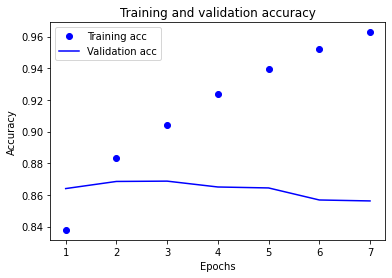 Training and validation accuracy
Training acc
Validation acc
0.96
0.94
0.92
0.90
0.88
0.86
0.84
Accuracy
1 2 3 4 5 6 7
Epochs